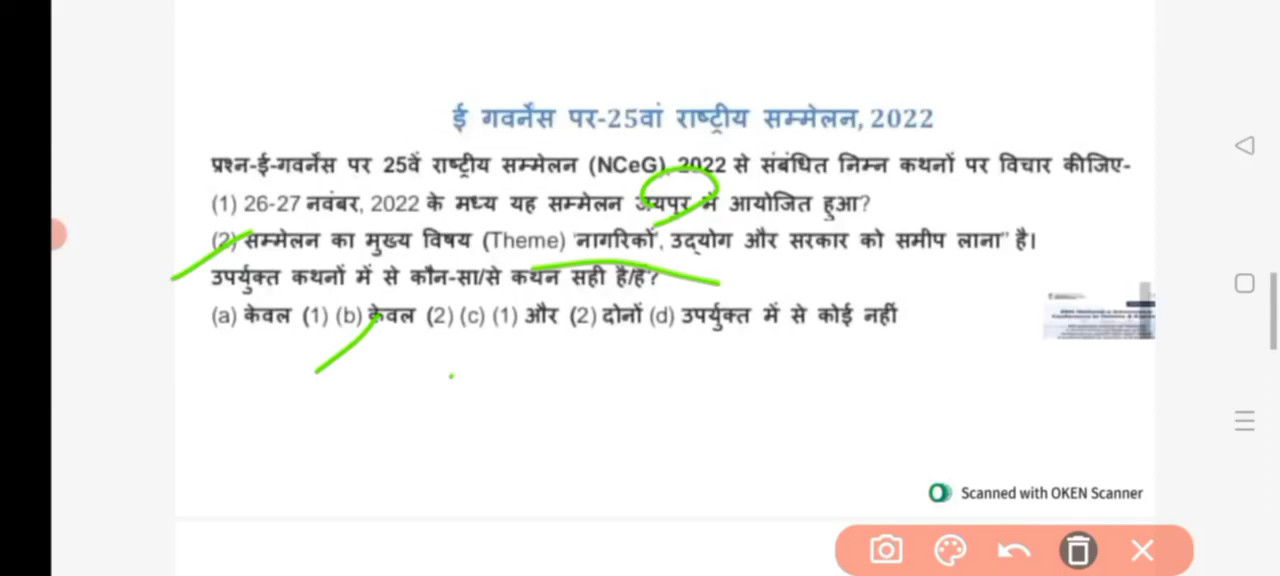 ई गवर्नेंस पर-25वां राष्ट्रीय सम्मेलन, 2022
प्रश्न-ई-गवर्नेंस पर 25वें राष्ट्रीय सम्मेलन (NCeG), 2022 से संबंधित निम्न कथनों पर विचार कीजिए-
(1) 26-27 नवंबर, 2022 के मध्य यह सम्मेलन जयपुर में आयोजित हुआ?
(2) सम्मेलन का मुख्य विषय (Theme) 'नागरिकों', उद्योग और सरकार को समीप लाना" है।
उपर्युक्त कथनों में से कौन-सा/से कथन सही है/हैं?
(a) केवल (1) (b) केवल (2) (c) (1) और (2) दोनों (d) उपर्युक्त में से कोई नहीं
Scanned with OKEN Scanner